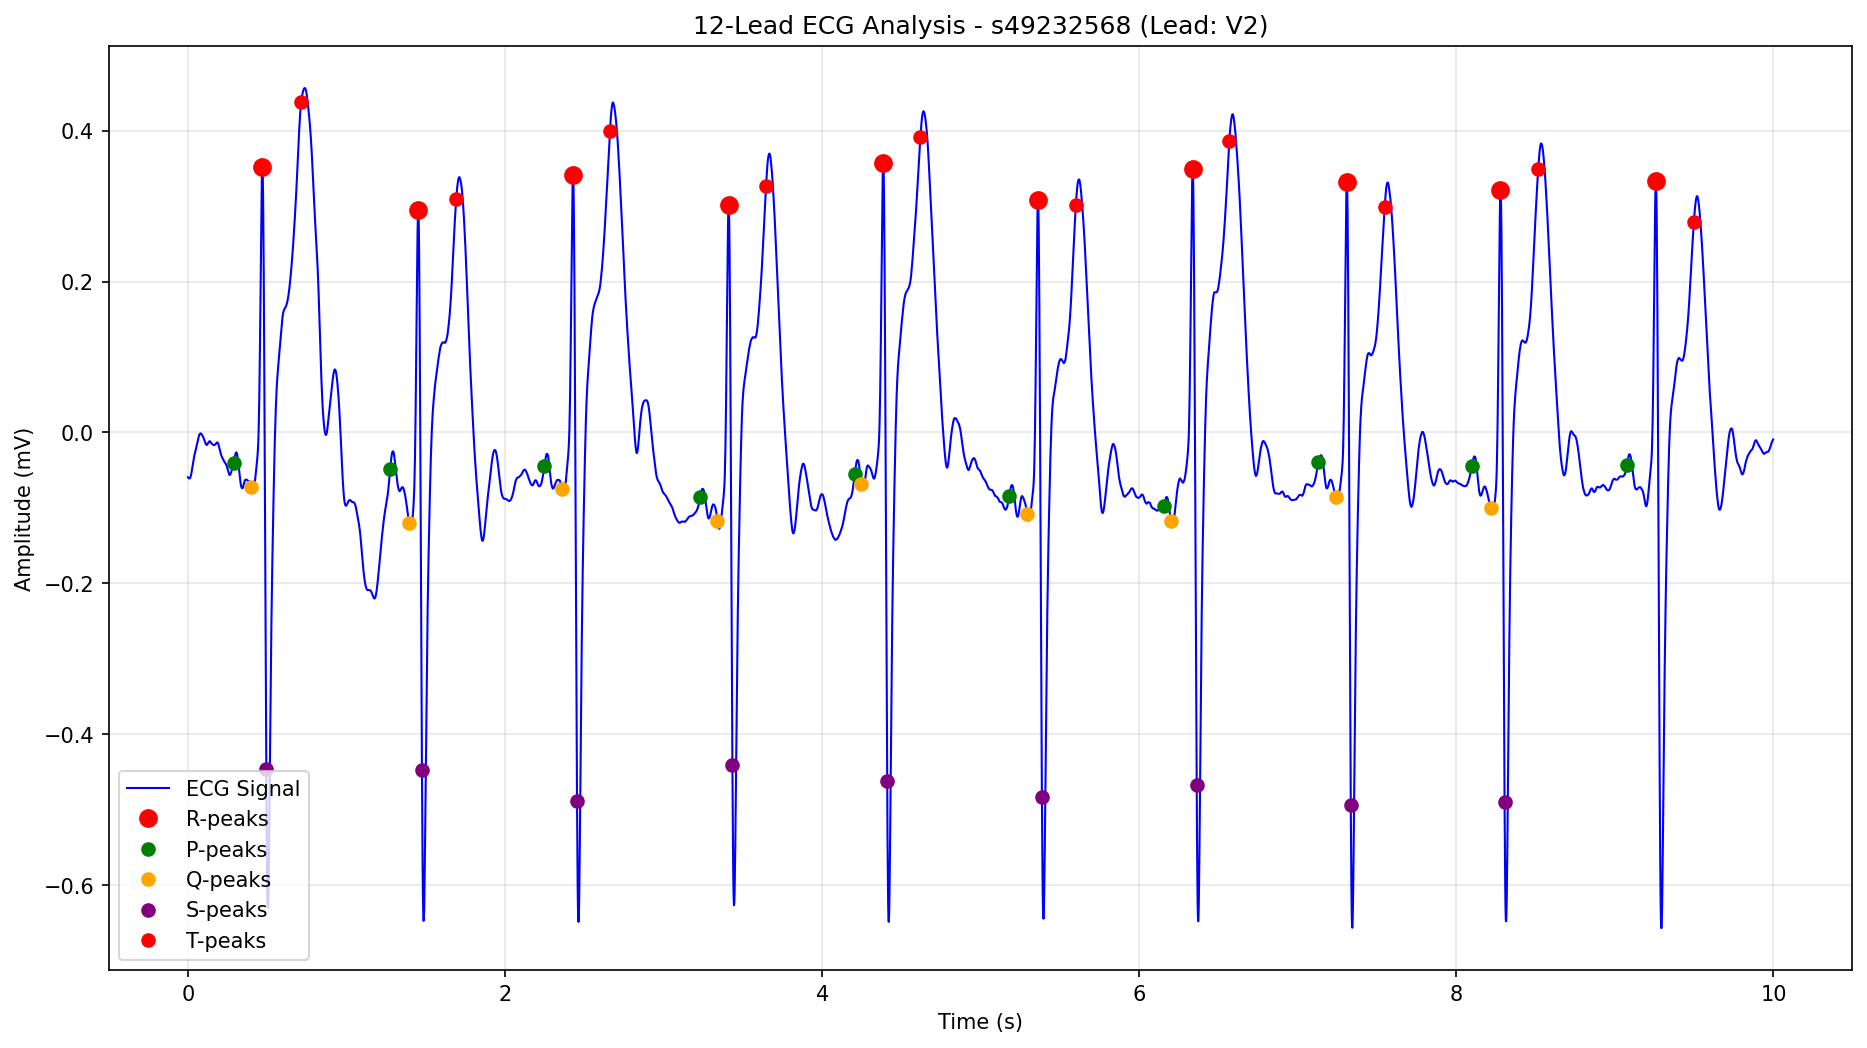 12-Lead ECG Analysis - s49232568 (Lead: V2)
Amplitude (mV)
0.4
0.2
0.0
−0.2
−0.4
−0.6
ECG Signal
R-peaks
P-peaks
Q-peaks
S-peaks
T-peaks
0 2 4 6 8 10
Time (s)